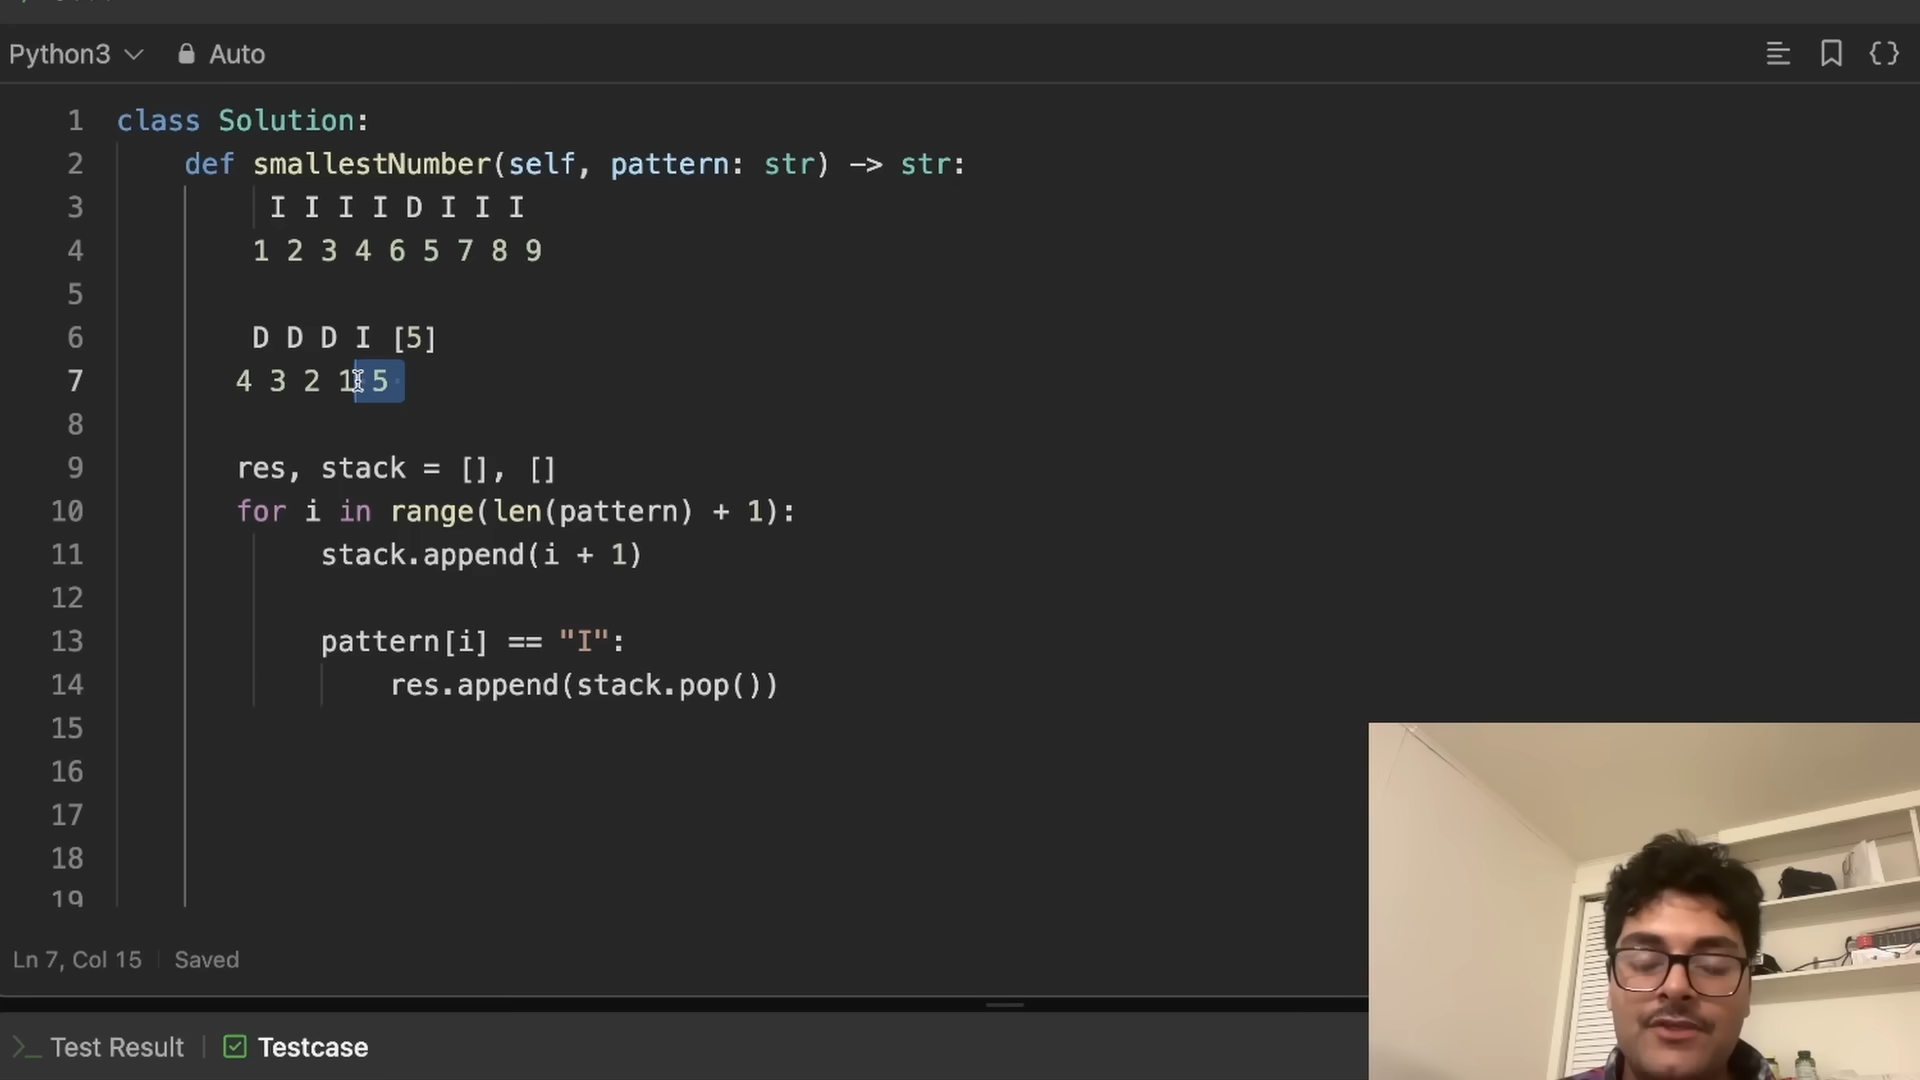 Python3 Auto
1 class Solution:
2 def smallestNumber(self, pattern: str) -> str:
3 I I I I D I I I
4 1 2 3 4 6 5 7 8 9
5
6 D D D I [5]
7 4 3 2 1 5
8
9 res, stack = [], []
10 for i in range(len(pattern) + 1):
11 stack.append(i + 1)
12
13 pattern[i] == "I":
14 res.append(stack.pop())
15
16
17
18
19
Ln 7, Col 15 Saved
Test Result Testcase